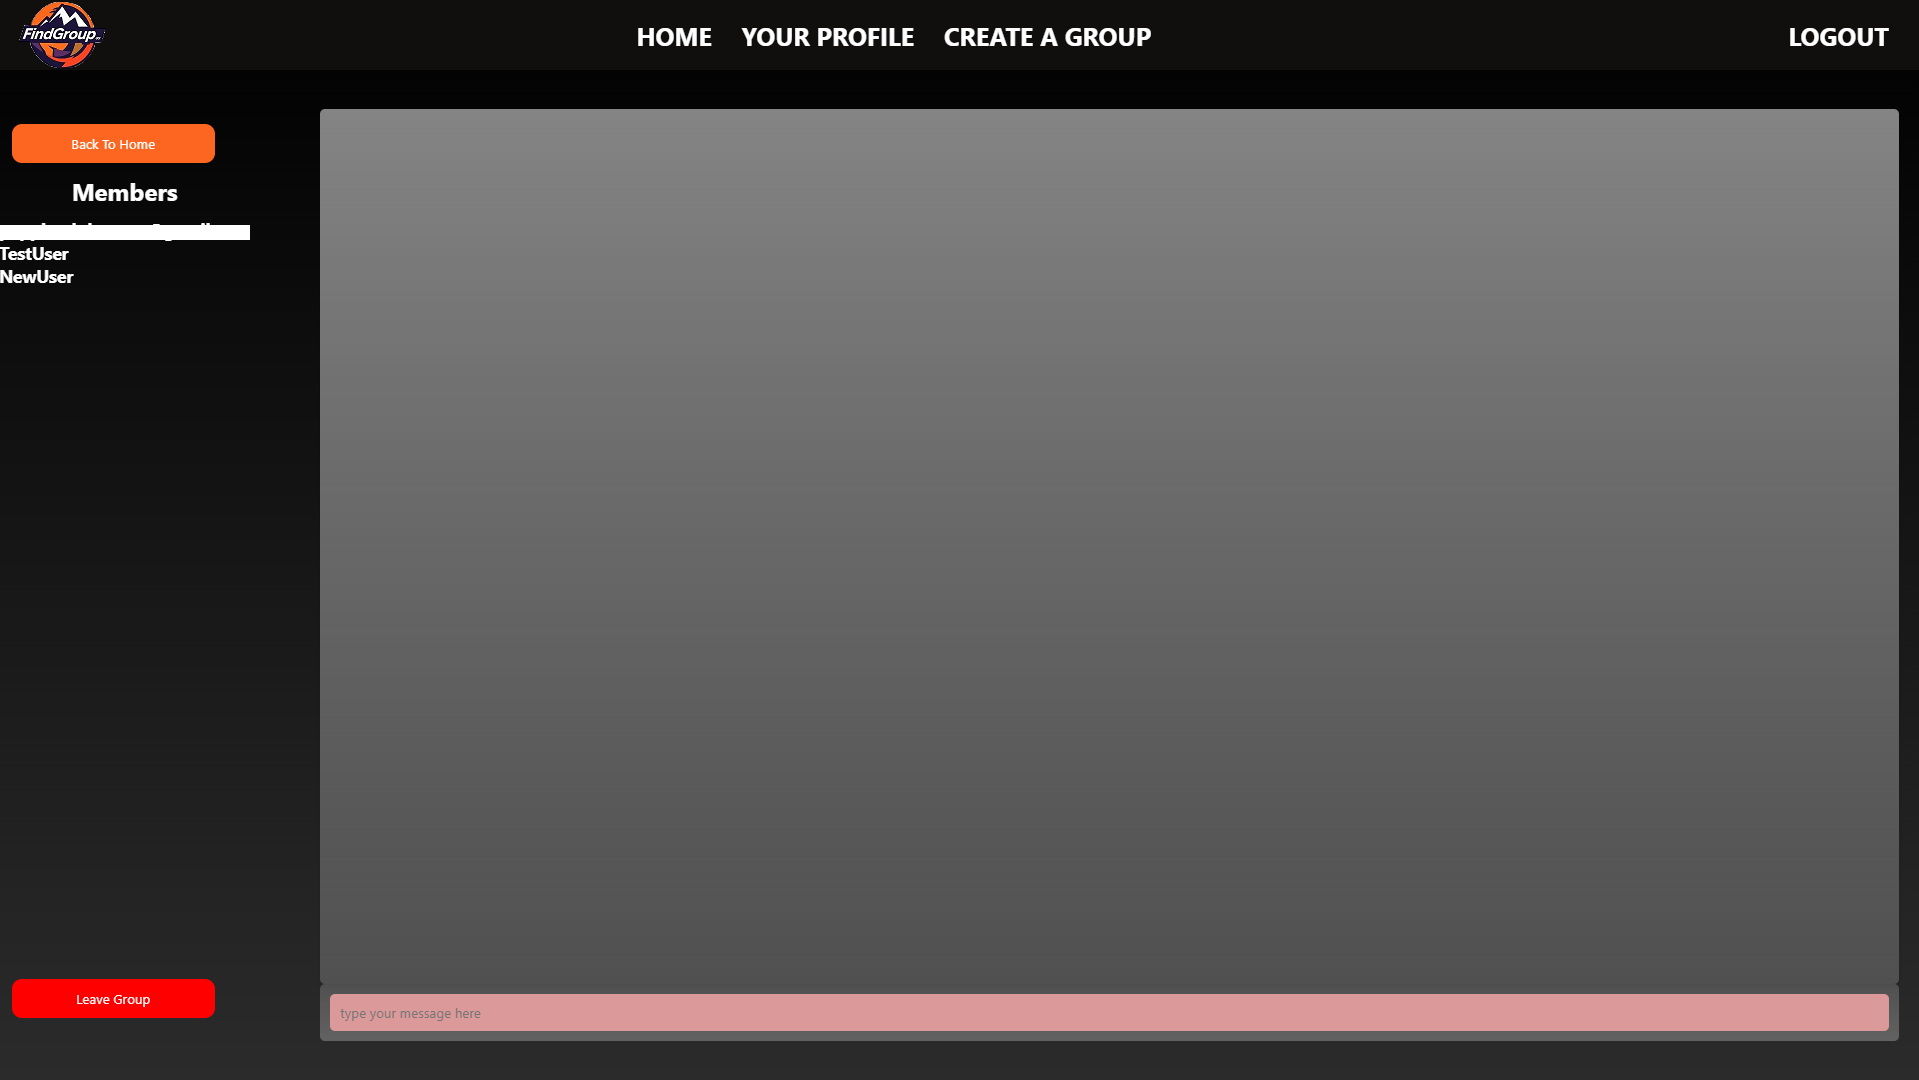 FindGroup
HOME YOUR PROFILE CREATE A GROUP LOGOUT
Back To Home
Members
TestUser
NewUser
Leave Group
type your message here